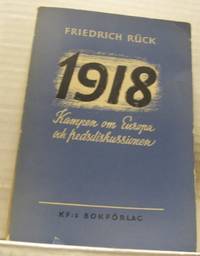 FRIEDRICH RÜCK
1918
Kampen om Europa
och fredsdiskussionen
KF:s BOKFÖRLAG